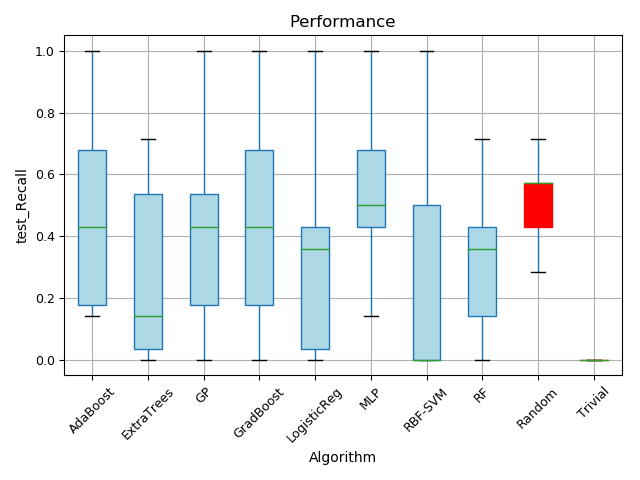 Performance
1.0
0.8
0.6
0.4
0.2
0.0
test_Recall
AdaBoost
ExtraTrees
GP
GradBoost
LogisticReg
MLP
RBF-SVM
RF
Random
Trivial
Algorithm